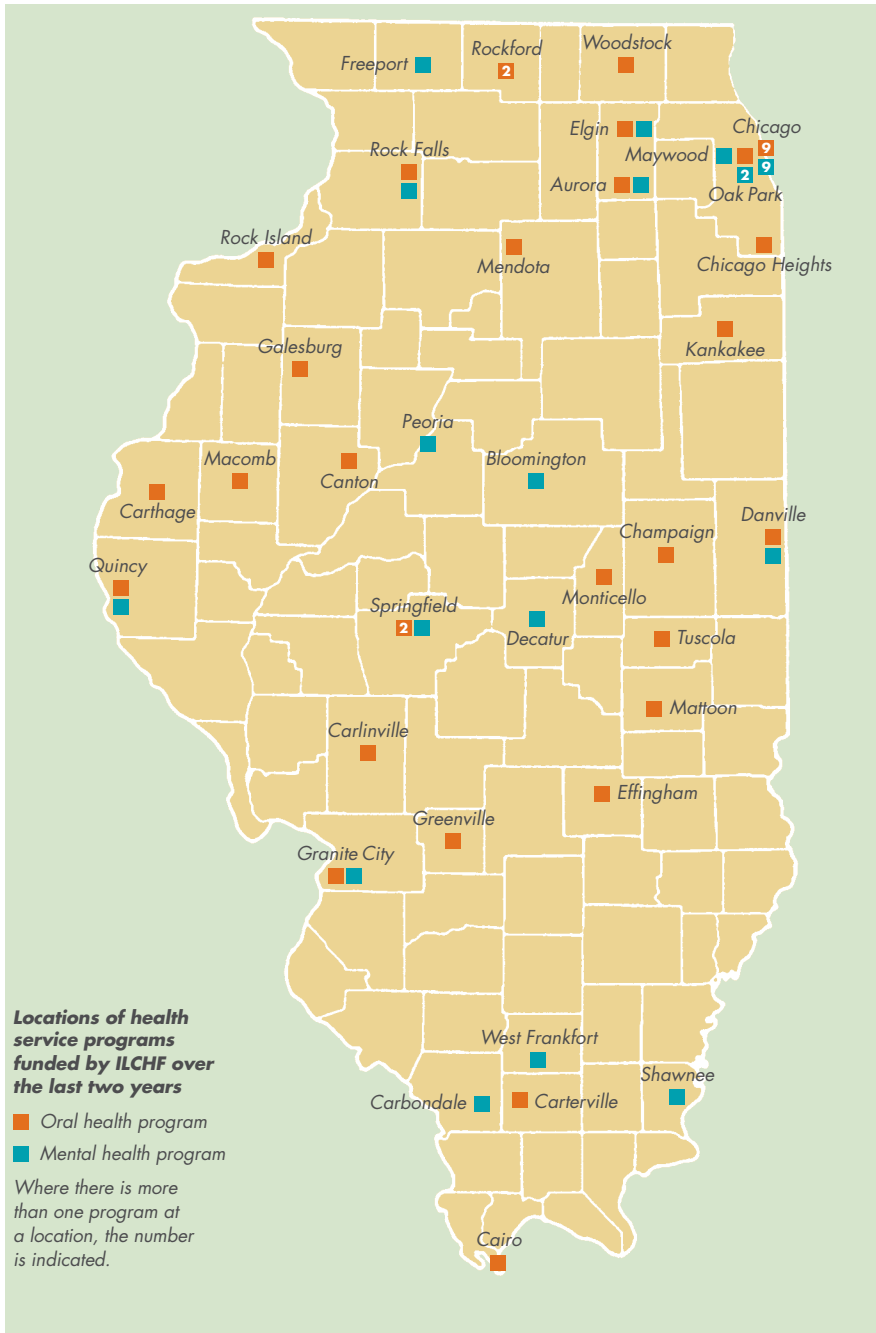 Woodstock
Rockford
Freeport
2
Elgin
Chicago
9
Maywood
9
2
Oak Park
Rock Falls
Aurora
Rock Island
Mendota
Chicago Heights
Galesburg
Kankakee
Peoria
Macomb
Canton
Bloomington
Carthage
Danville
Champaign
Quincy
Monticello
Springfield
2
Decatur
Tuscola
Mattoon
Carlinville
Effingham
Greenville
Granite City
Locations of health
service programs
funded by ILCHF over
the last two years
Oral health program
Mental health program
Where there is more
than one program at
a location, the number
is indicated.
West Frankfort
Shawnee
Carbondale
Carterville
Cairo